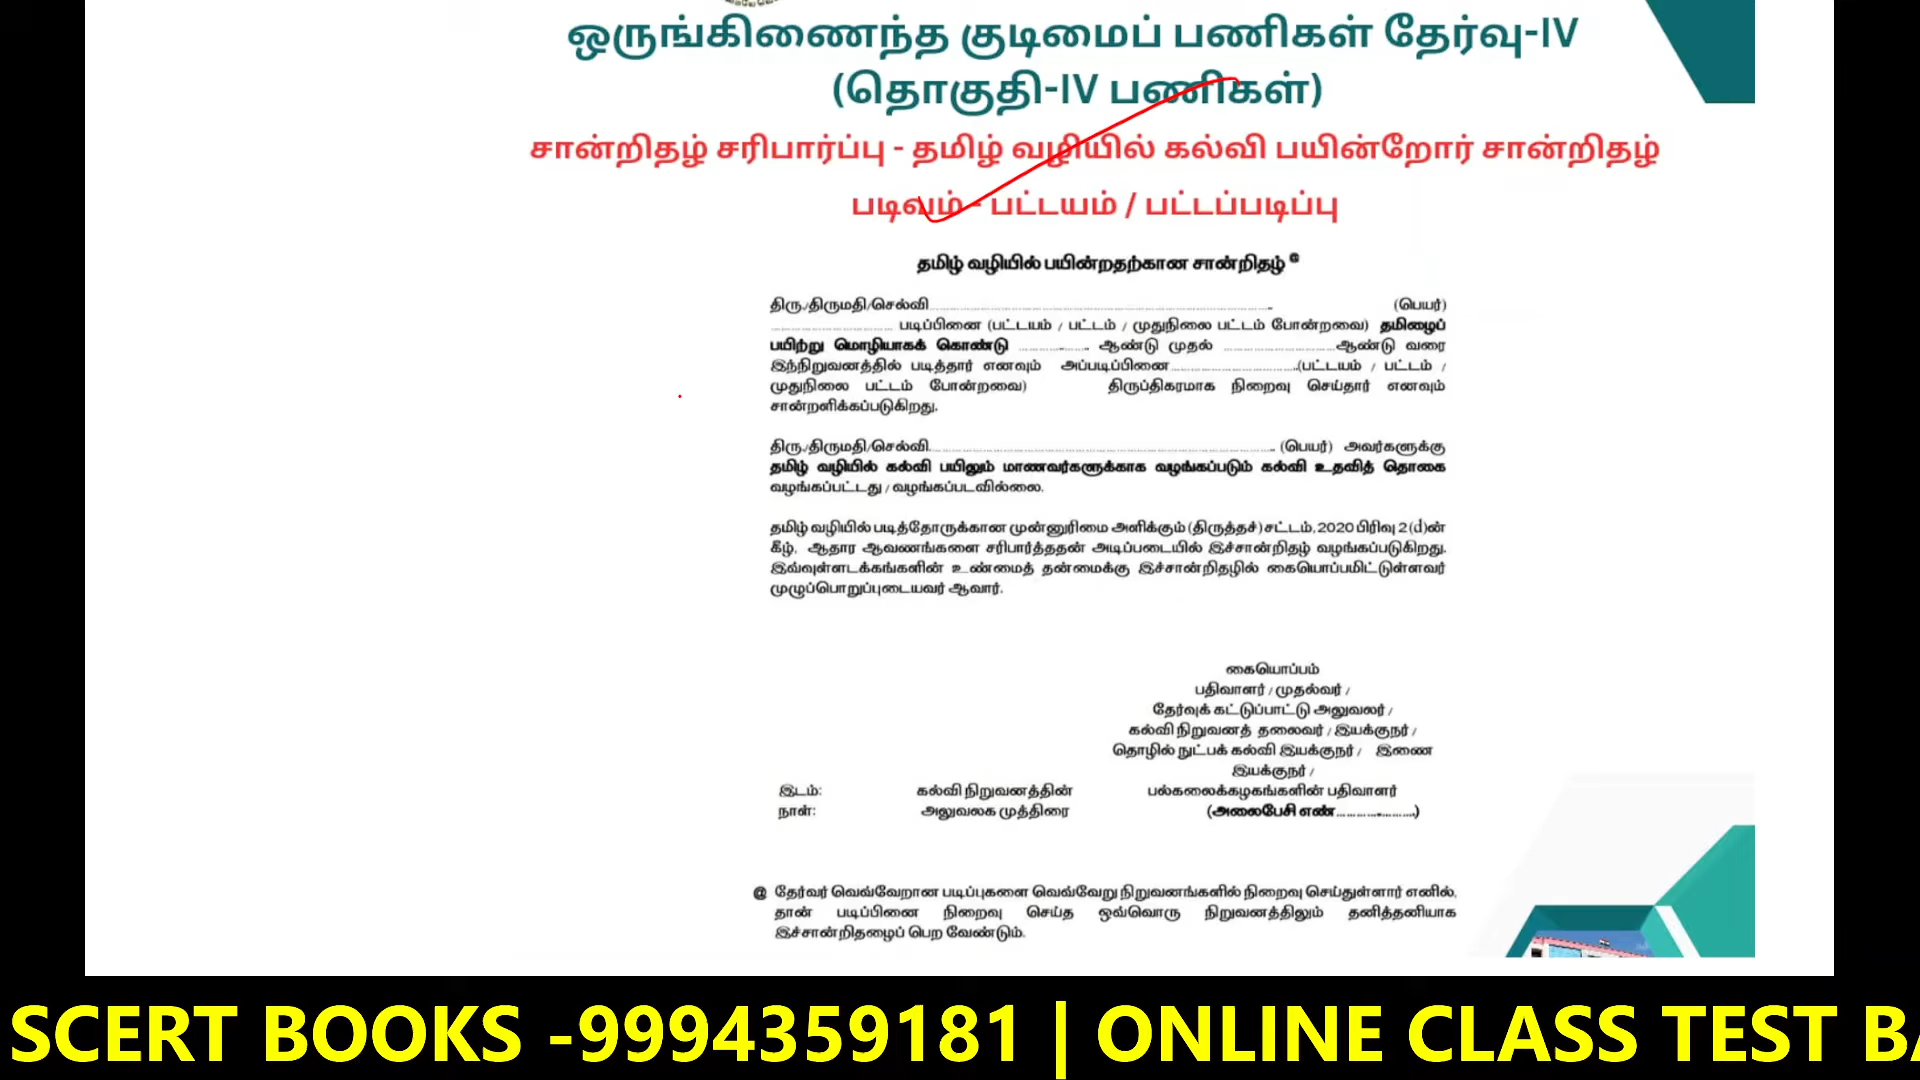 ஒருங்கிணைந்த குடிமைப் பணிகள் தேர்வு-IV
(தொகுதி-IV பணிகள்)
சான்றிதழ் சரிபார்ப்பு - தமிழ் வழியில் கல்வி பயின்றோர் சான்றிதழ்
படிவம் - பட்டயம் / பட்டப்படிப்பு
தமிழ் வழியில் பயின்றதற்கான சான்றிதழ் @
திரு./திருமதி/செல்வி.................................................................................. (பெயர்)
.............................. படிப்பினை (பட்டயம் / பட்டம் / முதுநிலை பட்டம் போன்றவை) தமிழைப்
பயிற்று மொழியாகக் கொண்டு ................. ஆண்டு முதல் ...........................ஆண்டு வரை
இந்நிறுவனத்தில் படித்தார் எனவும் அப்படிப்பினை...............................(பட்டயம் / பட்டம் /
முதுநிலை பட்டம் போன்றவை) திருப்திகரமாக நிறைவு செய்தார் எனவும்
சான்றளிக்கப்படுகிறது.
திரு./திருமதி/செல்வி................................................................................... (பெயர்) அவர்களுக்கு
தமிழ் வழியில் கல்வி பயிலும் மாணவர்களுக்காக வழங்கப்படும் கல்வி உதவித் தொகை
வழங்கப்பட்டது / வழங்கப்படவில்லை.
தமிழ் வழியில் படித்தோருக்கான முன்னுரிமை அளிக்கும் (திருத்தச்) சட்டம், 2020 பிரிவு 2(d)ன்
கீழ், ஆதார ஆவணங்களை சரிபார்த்ததன் அடிப்படையில் இச்சான்றிதழ் வழங்கப்படுகிறது.
இவ்வுள்ளடக்கங்களின் உண்மைத் தன்மைக்கு இச்சான்றிதழில் கையொப்பமிட்டுள்ளவர்
முழுப்பொறுப்புடையவர் ஆவார்.
கையொப்பம்
பதிவாளர் / முதல்வர் /
தேர்வுக் கட்டுப்பாட்டு அலுவலர் /
கல்வி நிறுவனத் தலைவர் / இயக்குநர் /
தொழில் நுட்பக் கல்வி இயக்குநர் / இணை
இயக்குநர் /
இடம்: கல்வி நிறுவனத்தின் பல்கலைக்கழகங்களின் பதிவாளர்
நாள்: அலுவலக முத்திரை (அலைபேசி எண்.....................)
@ தேர்வர் வெவ்வேறான படிப்புகளை வெவ்வேறு நிறுவனங்களில் நிறைவு செய்துள்ளார் எனில்,
தான் படிப்பினை நிறைவு செய்த ஒவ்வொரு நிறுவனத்திலும் தனித்தனியாக
இச்சான்றிதழைப் பெற வேண்டும்.
SCERT BOOKS -9994359181 | ONLINE CLASS TEST BA